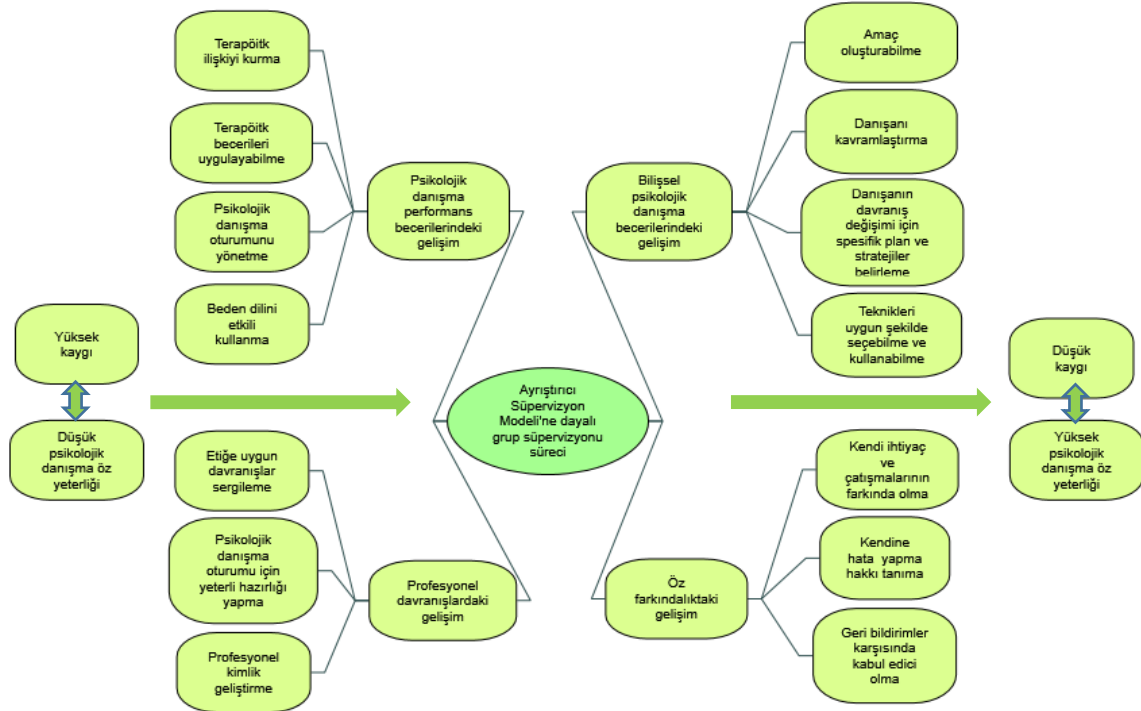 Terapöitk
ilişkiyi kurma
Terapöitk
becerileri
uygulayabilme
Psikolojik
danışma
oturumunu
yönetme
Beden dilini
etkili
kullanma
Psikolojik
danışma
performans
becerilerindeki
gelişim
Bilişsel
psikolojik
danışma
becerilerindeki
gelişim
Amaç
oluşturabilme
Danışanı
kavramlaştırma
Danışanın
davranış
değişimi için
spesifik plan ve
stratejiler
belirleme
Teknikleri
uygun şekilde
seçebilme ve
kullanabilme
Yüksek
kaygı
Düşük
psikolojik
danışma öz
yeterliği
Ayrıştırıcı
Süpervizyon
Modeli'ne dayalı
grup süpervizyonu
süreci
Düşük
kaygı
Yüksek psikolojik
danışma öz
yeterliği
Etiğe uygun
davranışlar
sergileme
Psikolojik
danışma
oturumu için
yeterli hazırlığı
yapma
Profesyonel
kimlik
geliştirme
Profesyonel
davranışlardaki
gelişim
Öz
farkındalıktaki
gelişim
Kendi ihtiyaç
ve
çatışmalarının
farkında olma
Kendine
hata yapma
hakkı tanıma
Geri bildirimler
karşısında
kabul edici
olma